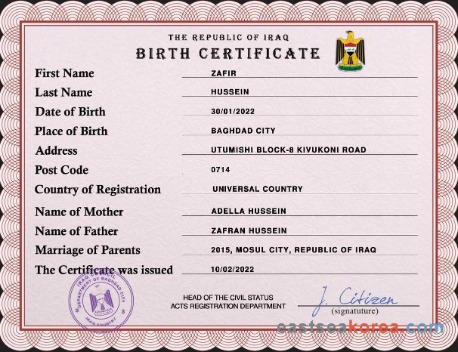 THE REPUBLIC OF IRAQ
BIRTH CERTIFICATE
First Name ZAFIR
Last Name HUSSEIN
Date of Birth 30/01/2022
Place of Birth BAGHDAD CITY
Address UTUMISHI BLOCK-8 KIVUKONI ROAD
Post Code 0714
Country of Registration UNIVERSAL COUNTRY
Name of Mother ADELLA HUSSEIN
Name of Father ZAFRAN HUSSEIN
Marriage of Parents 2015, MOSUL CITY, REPUBLIC OF IRAQ
The Certificate was issued 10/02/2022
HEAD OF THE CIVIL STATUS
ACTS REGISTRATION DEPARTMENT
J. Citizen
(signatuture)
eastseakorea.com